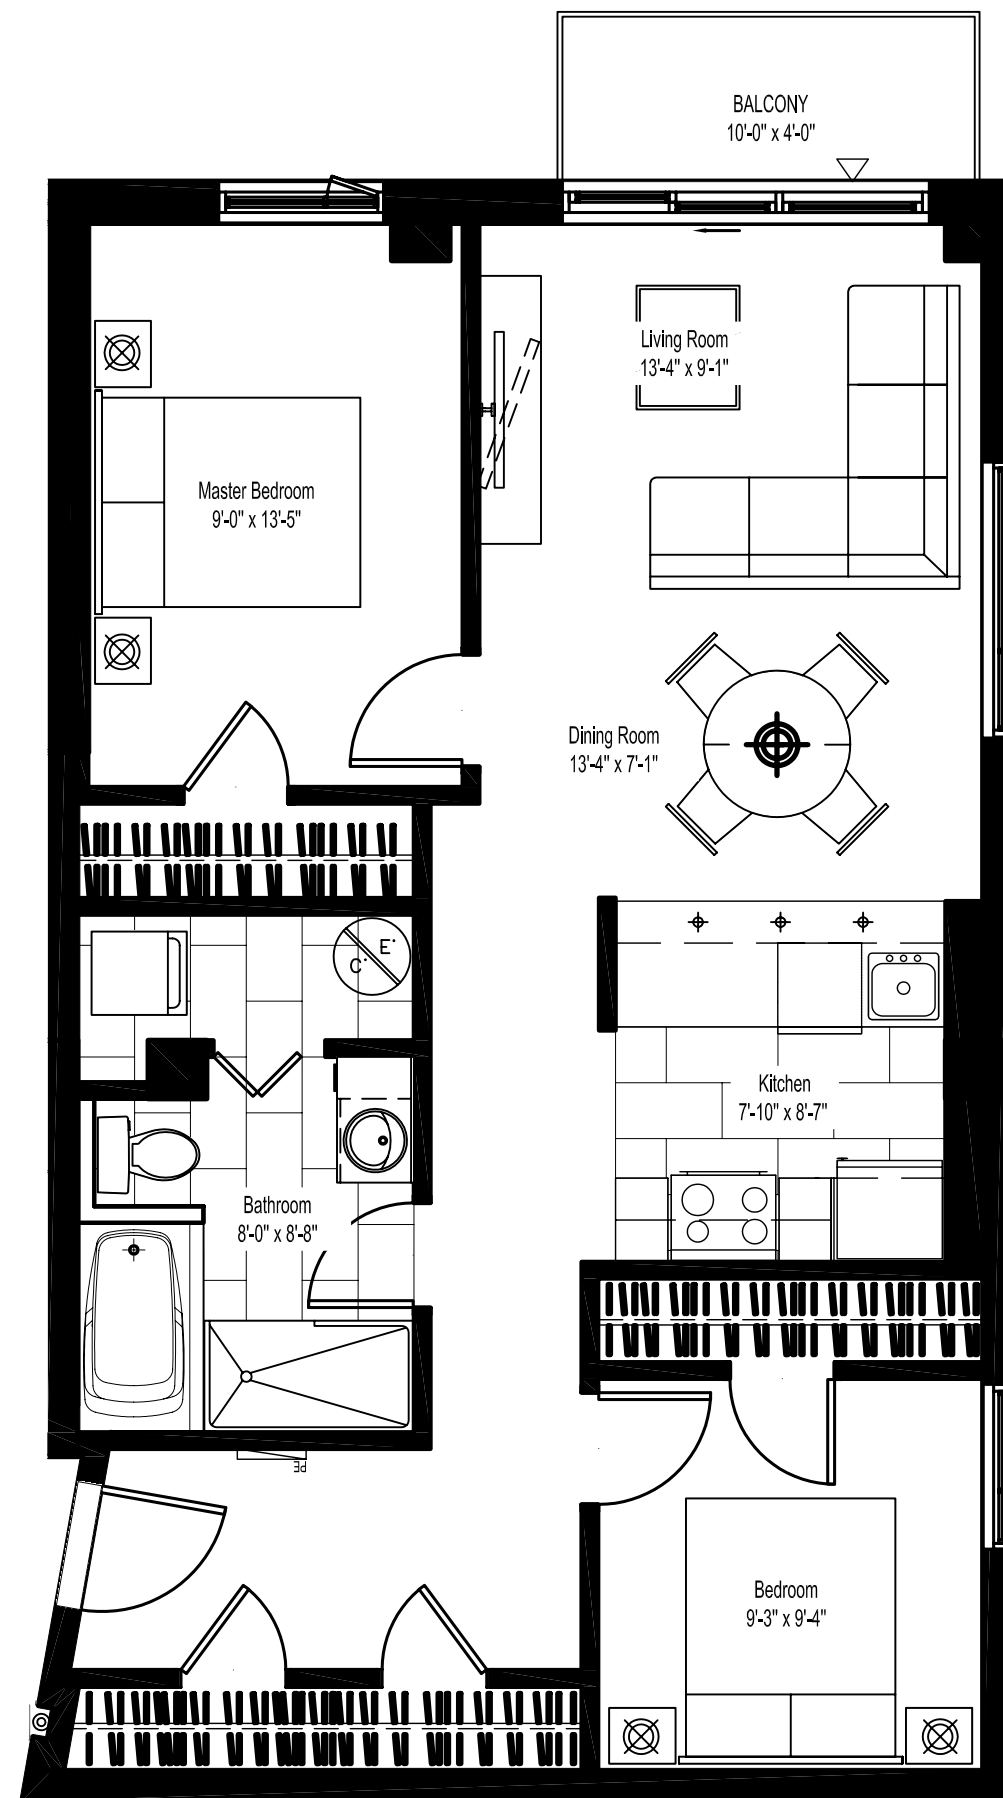 BALCONY
10'-0" x 4'-0"
Living Room
13'-4" x 9'-1"
Master Bedroom
9'-0" x 13'-5"
Dining Room
13'-4" x 7'-1"
E
C
Kitchen
7'-10" x 8'-7"
Bathroom
8'-0" x 8'-8"
PE
Bedroom
9'-3" x 9'-4"